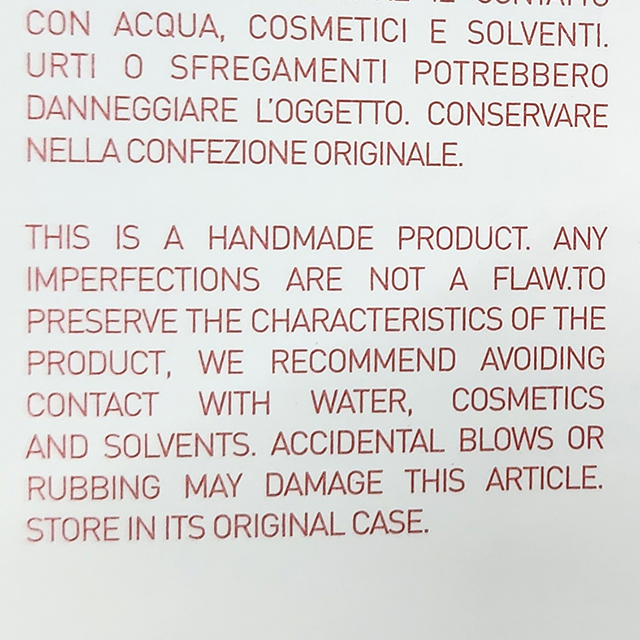 CON ACQUA, COSMETICI E SOLVENTI.
URTI O SFREGAMENTI POTREBBERO
DANNEGGIARE L'OGGETTO. CONSERVARE
NELLA CONFEZIONE ORIGINALE.
THIS IS A HANDMADE PRODUCT. ANY
IMPERFECTIONS ARE NOT A FLAW.TO
PRESERVE THE CHARACTERISTICS OF THE
PRODUCT, WE RECOMMEND AVOIDING
CONTACT WITH WATER, COSMETICS
AND SOLVENTS. ACCIDENTAL BLOWS OR
RUBBING MAY DAMAGE THIS ARTICLE.
STORE IN ITS ORIGINAL CASE.